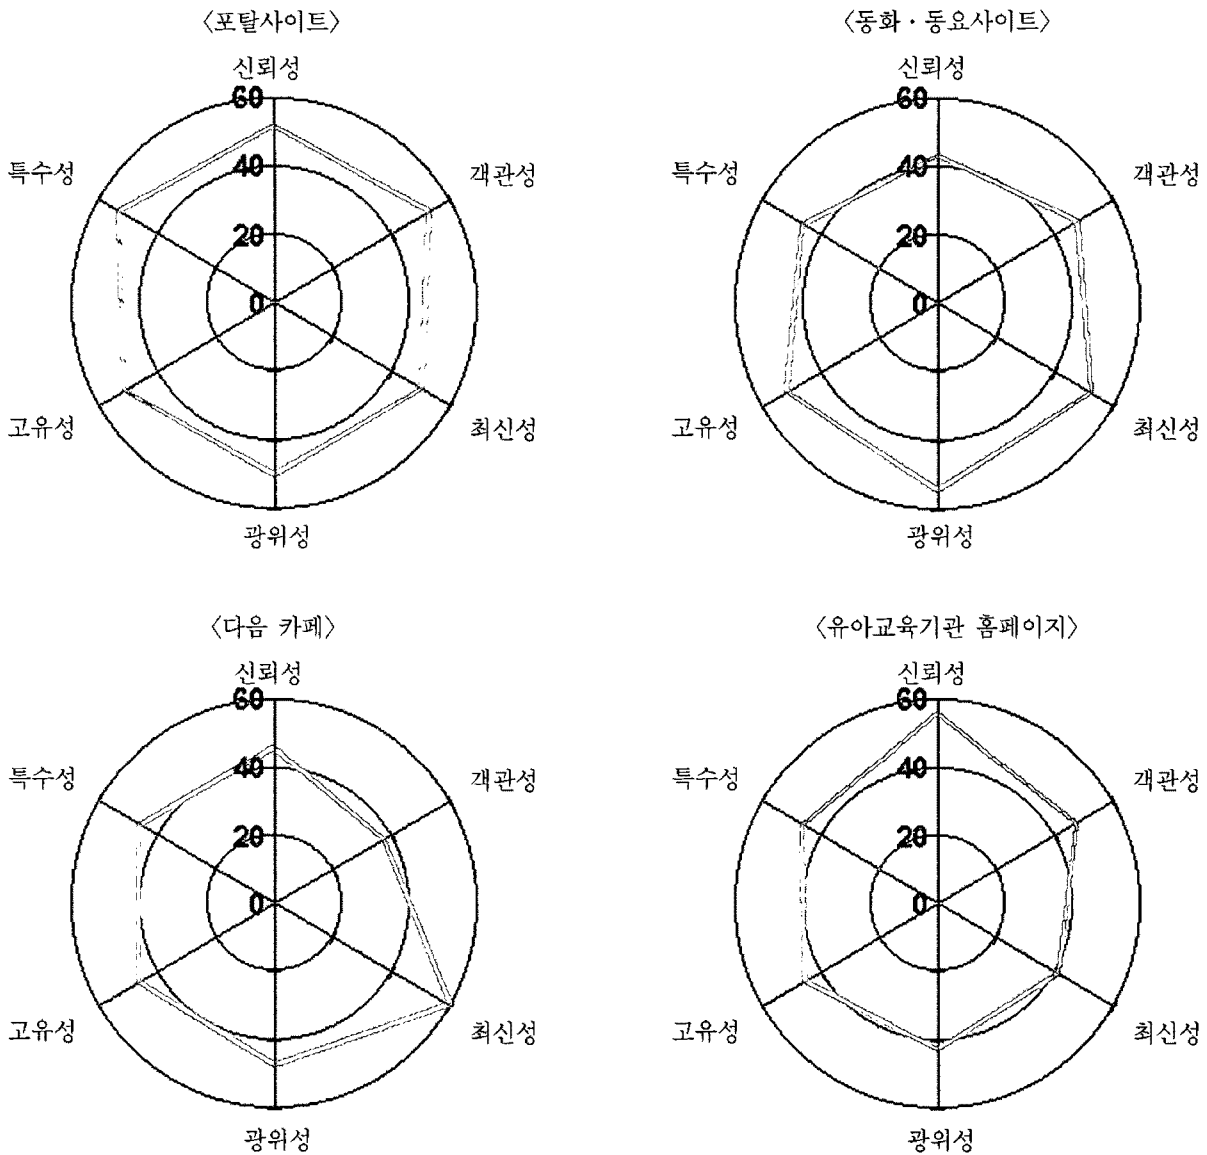 〈포탈사이트〉
신뢰성
60
특수성
40
객관성
20
0
고유성
최신성
광위성
〈동화·동요사이트〉
신뢰성
60
특수성
40
객관성
20
0
고유성
최신성
광위성
〈다음 카페〉
신뢰성
60
특수성
40
객관성
20
0
고유성
최신성
광위성
〈유아교육기관 홈페이지〉
신뢰성
60
특수성
40
객관성
20
0
고유성
최신성
광위성